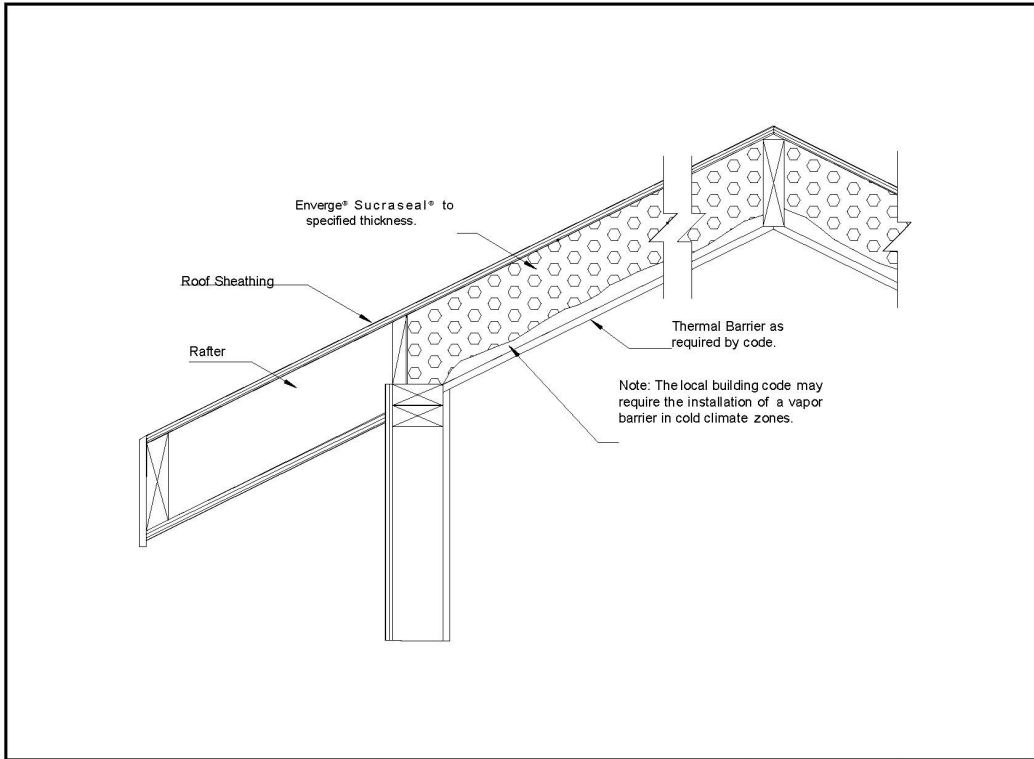 Enverge® Sucraseal® to
specified thickness.
Roof Sheathing
Rafter
Thermal Barrier as
required by code.
Note: The local building code may
require the installation of a vapor
barrier in cold climate zones.